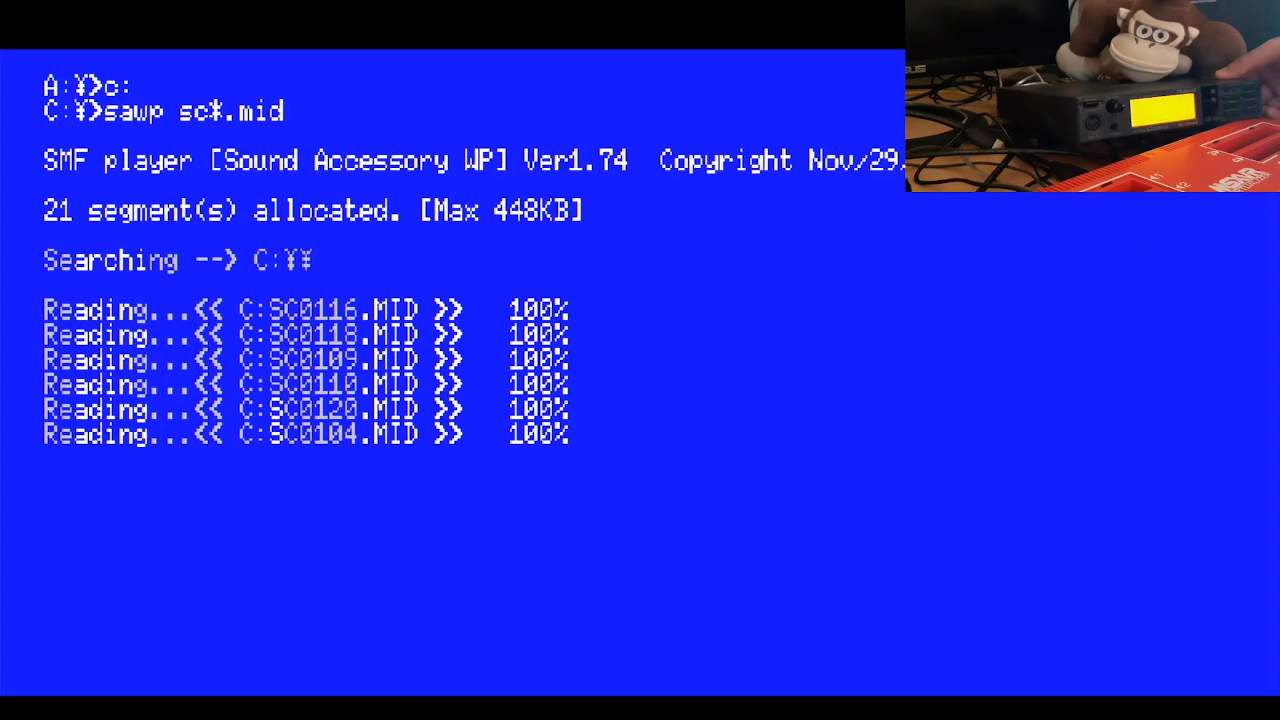 A:¥>c:
C:¥>sawp sc*.mid
SMF player [Sound Accessory WP] Ver1.74  Copyright Nov/29,
21 segment(s) allocated. [Max 448KB]
Searching --> C:¥¥
Reading...<< C:SC0116.MID >>   100%
Reading...<< C:SC0118.MID >>   100%
Reading...<< C:SC0109.MID >>   100%
Reading...<< C:SC0110.MID >>   100%
Reading...<< C:SC0120.MID >>   100%
Reading...<< C:SC0104.MID >>   100%